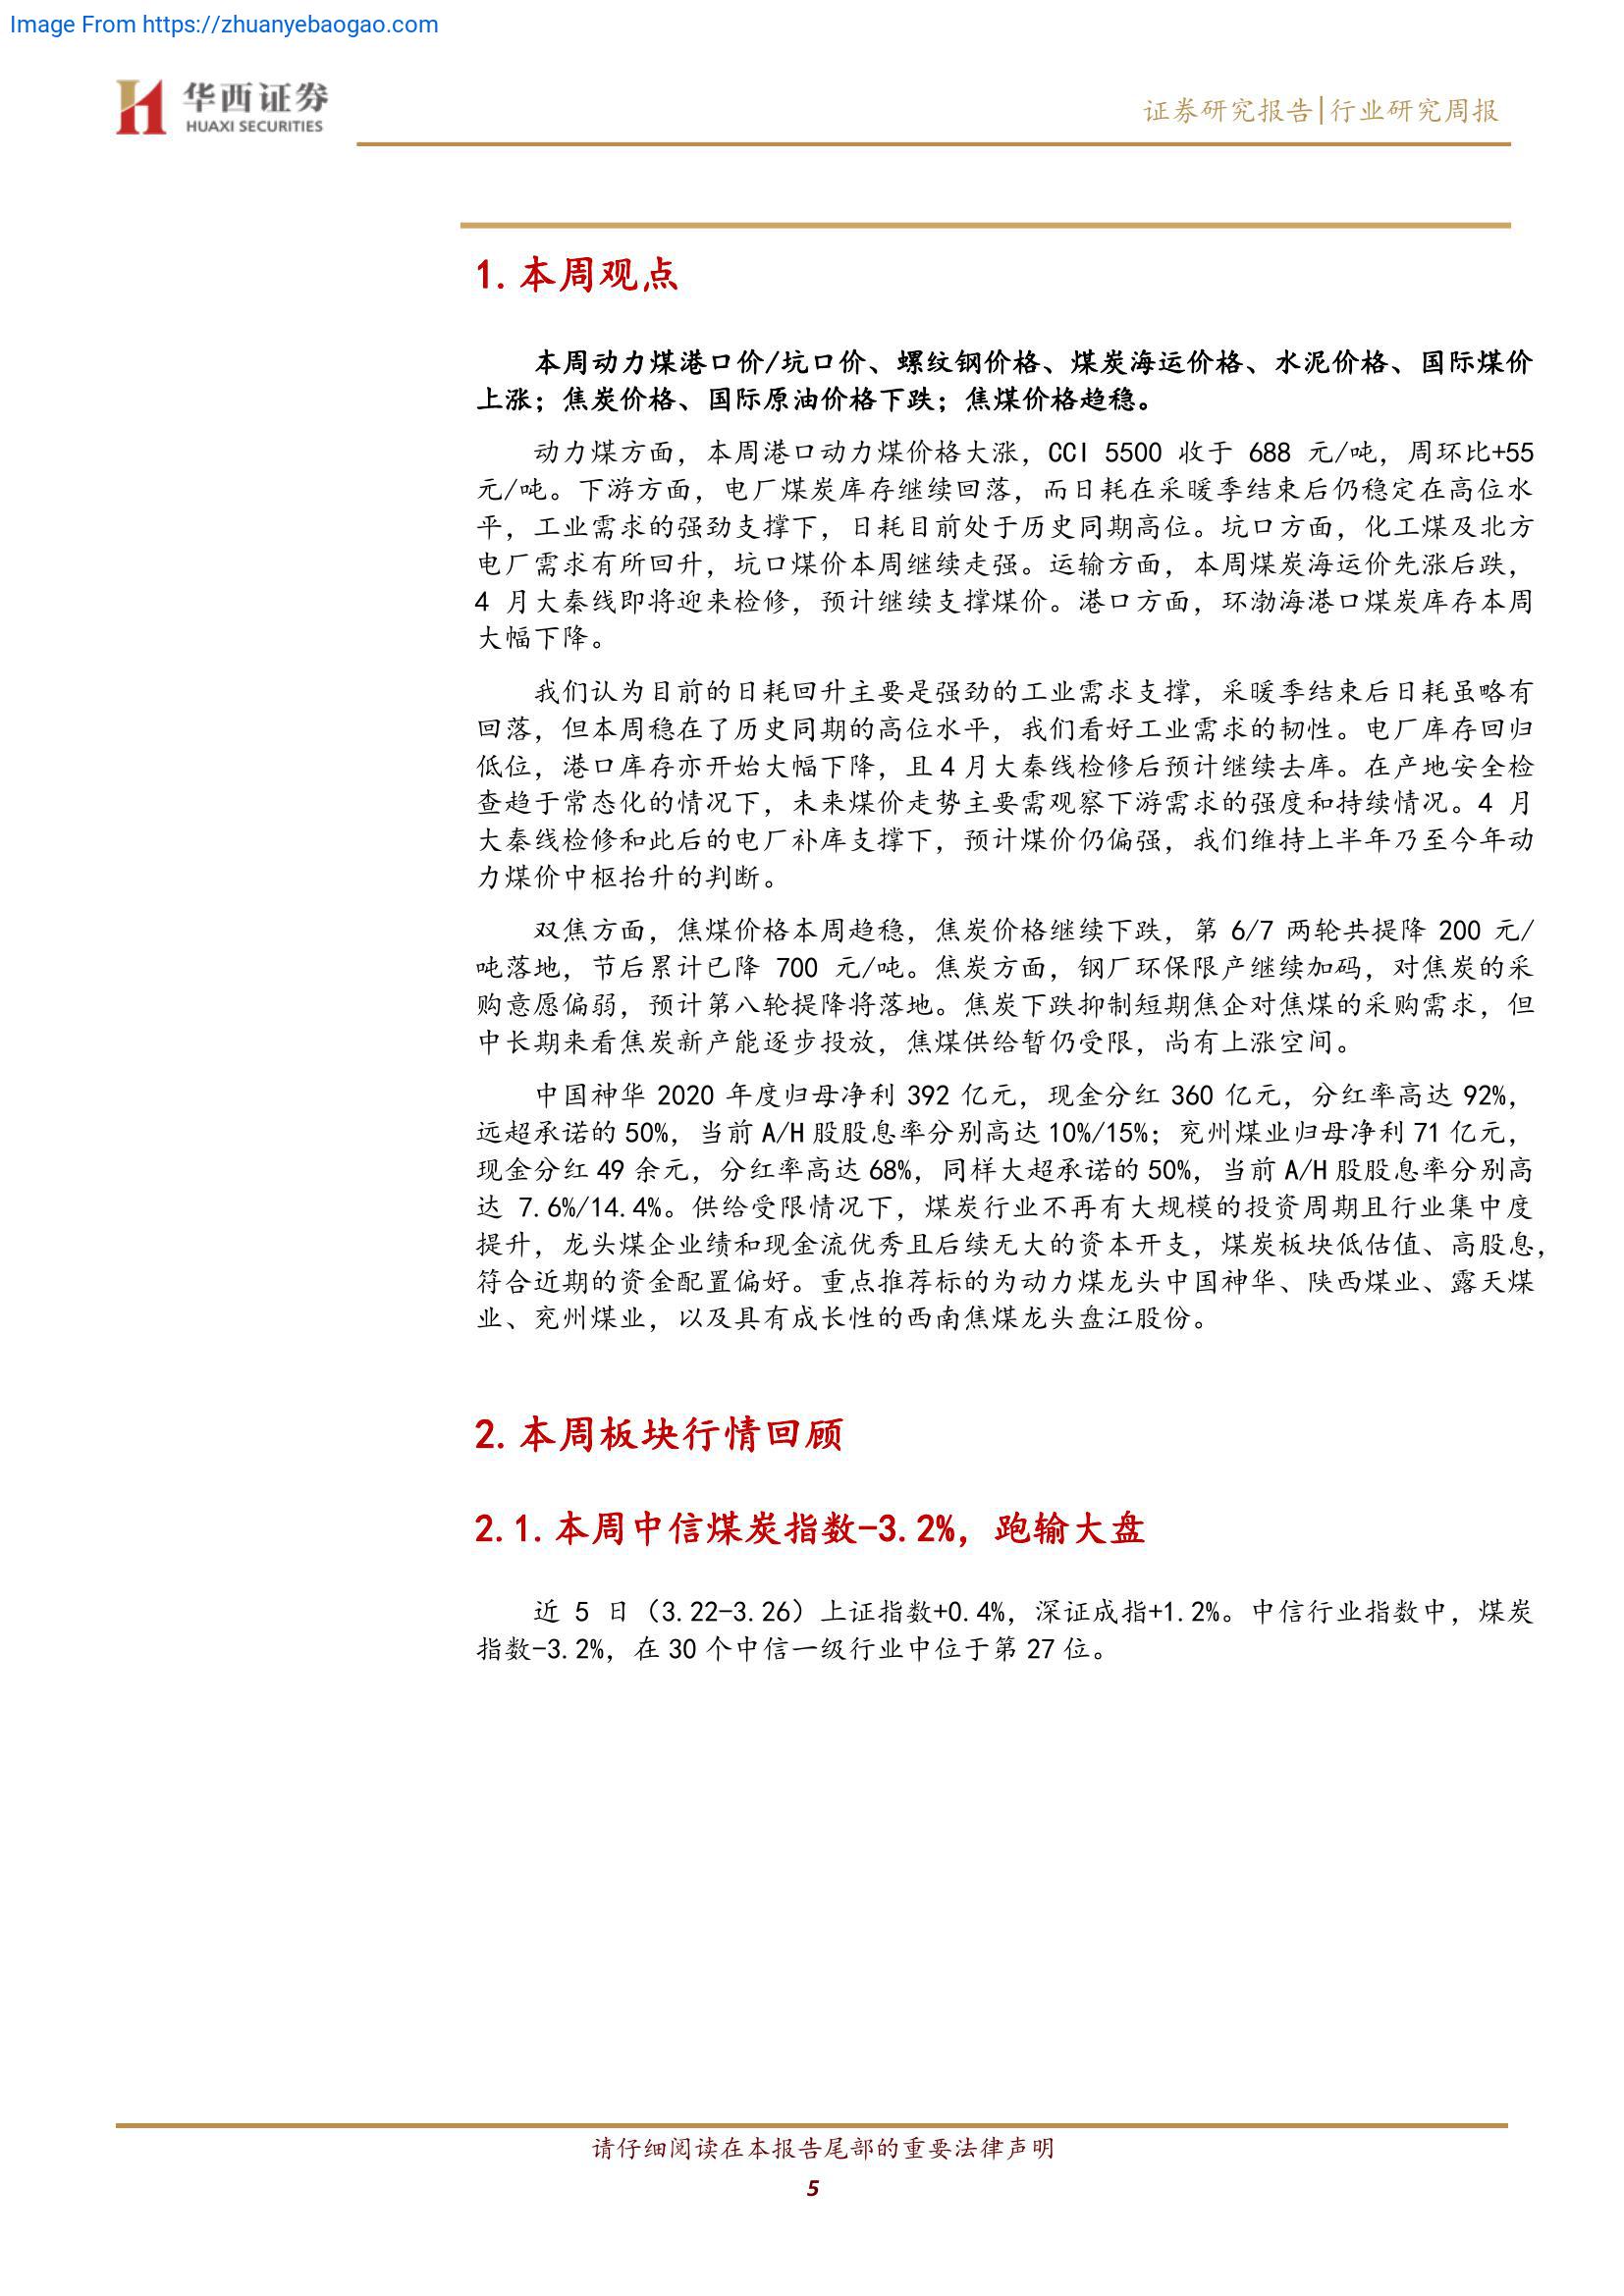 Image From https://zhuanyebaogao.com
华西证券
HUAXI SECURITIES
证券研究报告|行业研究周报
1.本周观点
本周动力煤港口价/坑口价、螺纹钢价格、煤炭海运价格、水泥价格、国际煤价
上涨；焦炭价格、国际原油价格下跌；焦煤价格趋稳。
动力煤方面，本周港口动力煤价格大涨，CCI 5500 收于 688 元/吨，周环比+55
元/吨。下游方面，电厂煤炭库存继续回落，而日耗在采暖季结束后仍稳定在高位水
平，工业需求的强劲支撑下，日耗目前处于历史同期高位。坑口方面，化工煤及北方
电厂需求有所回升，坑口煤价本周继续走强。运输方面，本周煤炭海运价先涨后跌，
4 月大秦线即将迎来检修，预计继续支撑煤价。港口方面，环渤海港口煤炭库存本周
大幅下降。
我们认为目前的日耗回升主要是强劲的工业需求支撑，采暖季结束后日耗虽略有
回落，但本周稳在了历史同期的高位水平，我们看好工业需求的韧性。电厂库存回归
低位，港口库存亦开始大幅下降，且 4 月大秦线检修后预计继续去库。在产地安全检
查趋于常态化的情况下，未来煤价走势主要需观察下游需求的强度和持续情况。4 月
大秦线检修和此后的电厂补库支撑下，预计煤价仍偏强，我们维持上半年乃至今年动
力煤价中枢抬升的判断。
双焦方面，焦煤价格本周趋稳，焦炭价格继续下跌，第 6/7 两轮共提降 200 元/
吨落地，节后累计已降 700 元/吨。焦炭方面，钢厂环保限产继续加码，对焦炭的采
购意愿偏弱，预计第八轮提降将落地。焦炭下跌抑制短期焦企对焦煤的采购需求，但
中长期来看焦炭新产能逐步投放，焦煤供给暂仍受限，尚有上涨空间。
中国神华 2020 年度归母净利 392 亿元，现金分红 360 亿元，分红率高达 92%，
远超承诺的 50%，当前 A/H 股股息率分别高达 10%/15%；兖州煤业归母净利 71 亿元，
现金分红 49 余元，分红率高达 68%，同样大超承诺的 50%，当前 A/H 股股息率分别高
达 7.6%/14.4%。供给受限情况下，煤炭行业不再有大规模的投资周期且行业集中度
提升，龙头煤企业绩和现金流优秀且后续无大的资本开支，煤炭板块低估值、高股息，
符合近期的资金配置偏好。重点推荐标的为动力煤龙头中国神华、陕西煤业、露天煤
业、兖州煤业，以及具有成长性的西南焦煤龙头盘江股份。
2.本周板块行情回顾
2.1.本周中信煤炭指数-3.2%，跑输大盘
近 5 日（3.22-3.26）上证指数+0.4%，深证成指+1.2%。中信行业指数中，煤炭
指数-3.2%，在 30 个中信一级行业中位于第 27 位。
请仔细阅读在本报告尾部的重要法律声明
5